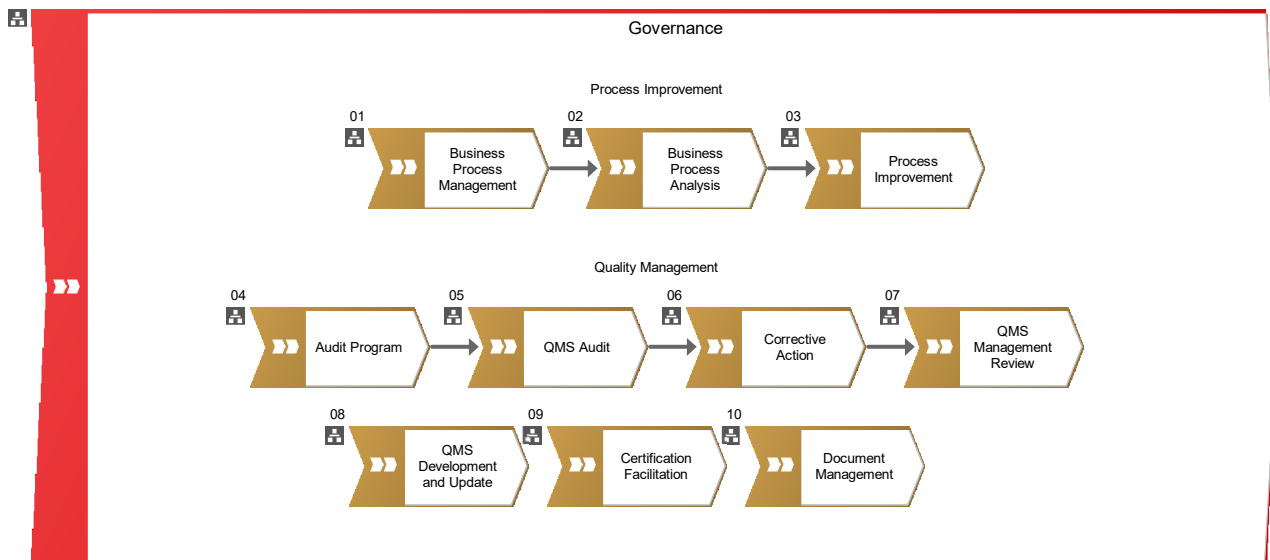 Governance
Process Improvement
01
02
03
Business
Process
Management
Business
Process
Analysis
Process
Improvement
Quality Management
04
05
06
07
Audit Program
QMS Audit
Corrective
Action
QMS
Management
Review
08
09
10
QMS
Development
and Update
Certification
Facilitation
Document
Management